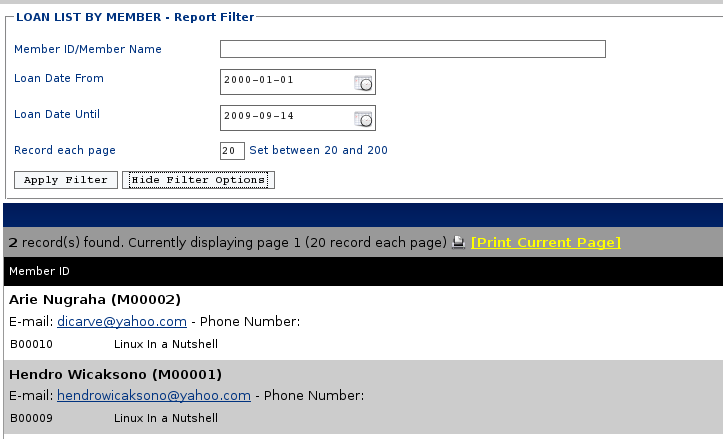 LOAN LIST BY MEMBER - Report Filter
Member ID/Member Name
Loan Date From 2000-01-01
Loan Date Until 2009-09-14
Record each page 20 Set between 20 and 200
Apply Filter Hide Filter Options
2 record(s) found. Currently displaying page 1 (20 record each page) [Print Current Page]
Member ID
Arie Nugraha (M00002)
E-mail: dicarve@yahoo.com - Phone Number:
B00010 Linux In a Nutshell
Hendro Wicaksono (M00001)
E-mail: hendrowicaksono@yahoo.com - Phone Number:
B00009 Linux In a Nutshell